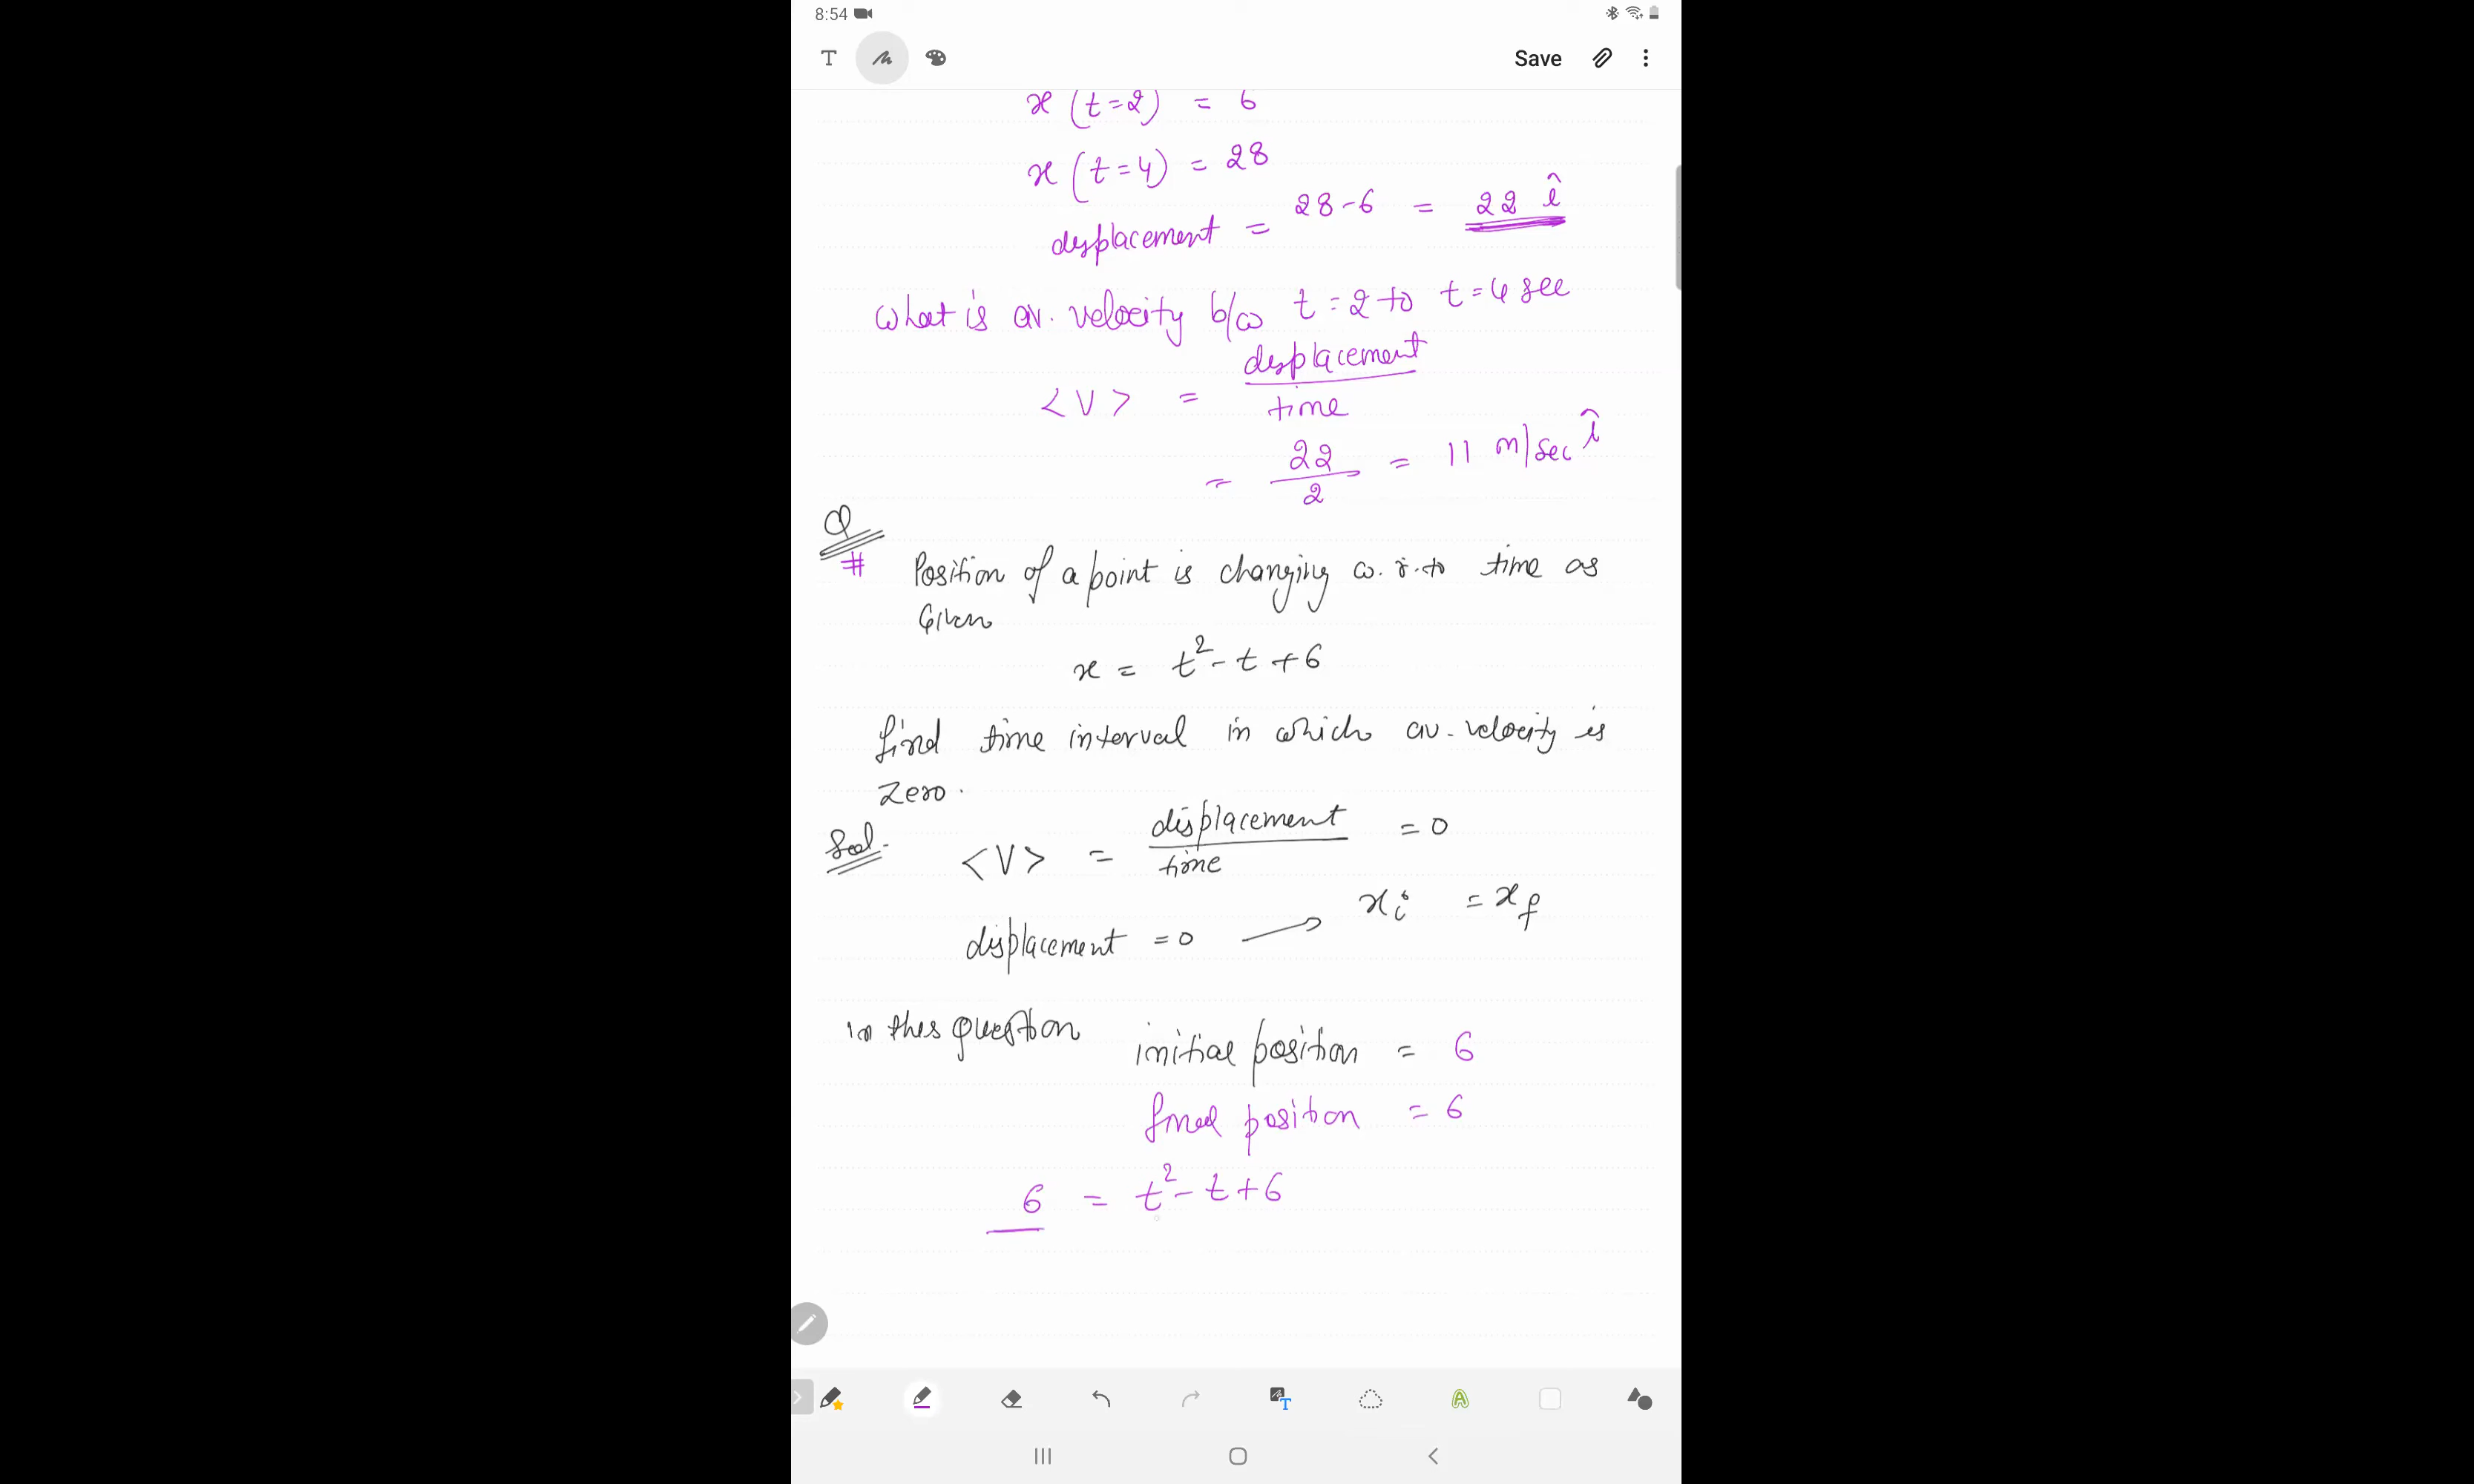 8:54
T
Save
x (t=2) = 6
x (t=4) = 28
displacement = 28-6 = 22 î
What is av. velocity b/w t=2 to t=4 sec
<V> = displacement / time
= 22 / 2 = 11 m/sec î
Q
# Position of a point is changing w.r.to time as
Given
x = t² - t + 6
find time interval in which av. velocity is
Zero.
Sol. <V> = displacement / time = 0
displacement = 0 → xi = xf
in this question initial position = 6
final position = 6
6 = t² - t + 6
T
A